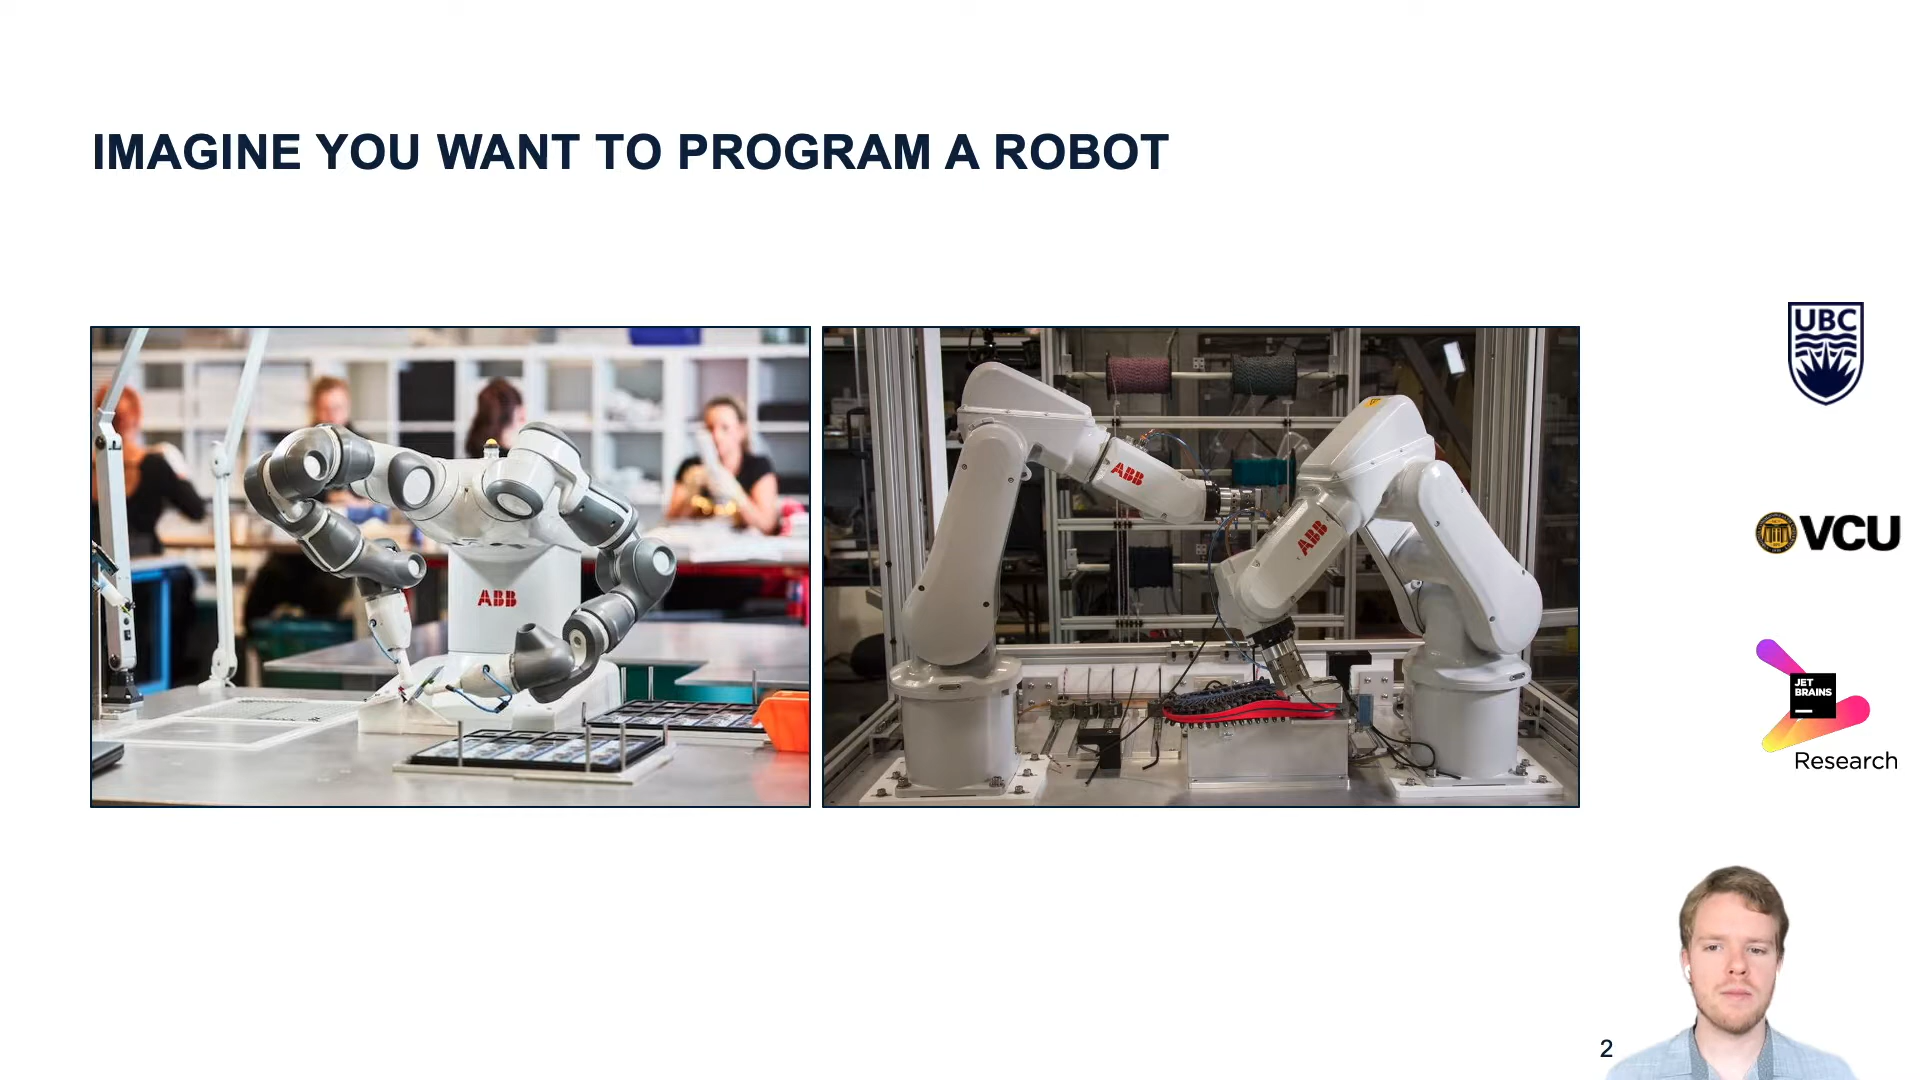 IMAGINE YOU WANT TO PROGRAM A ROBOT
ABB
ABB
ABB
UBC
VCU
JET
BRAINS
Research
2